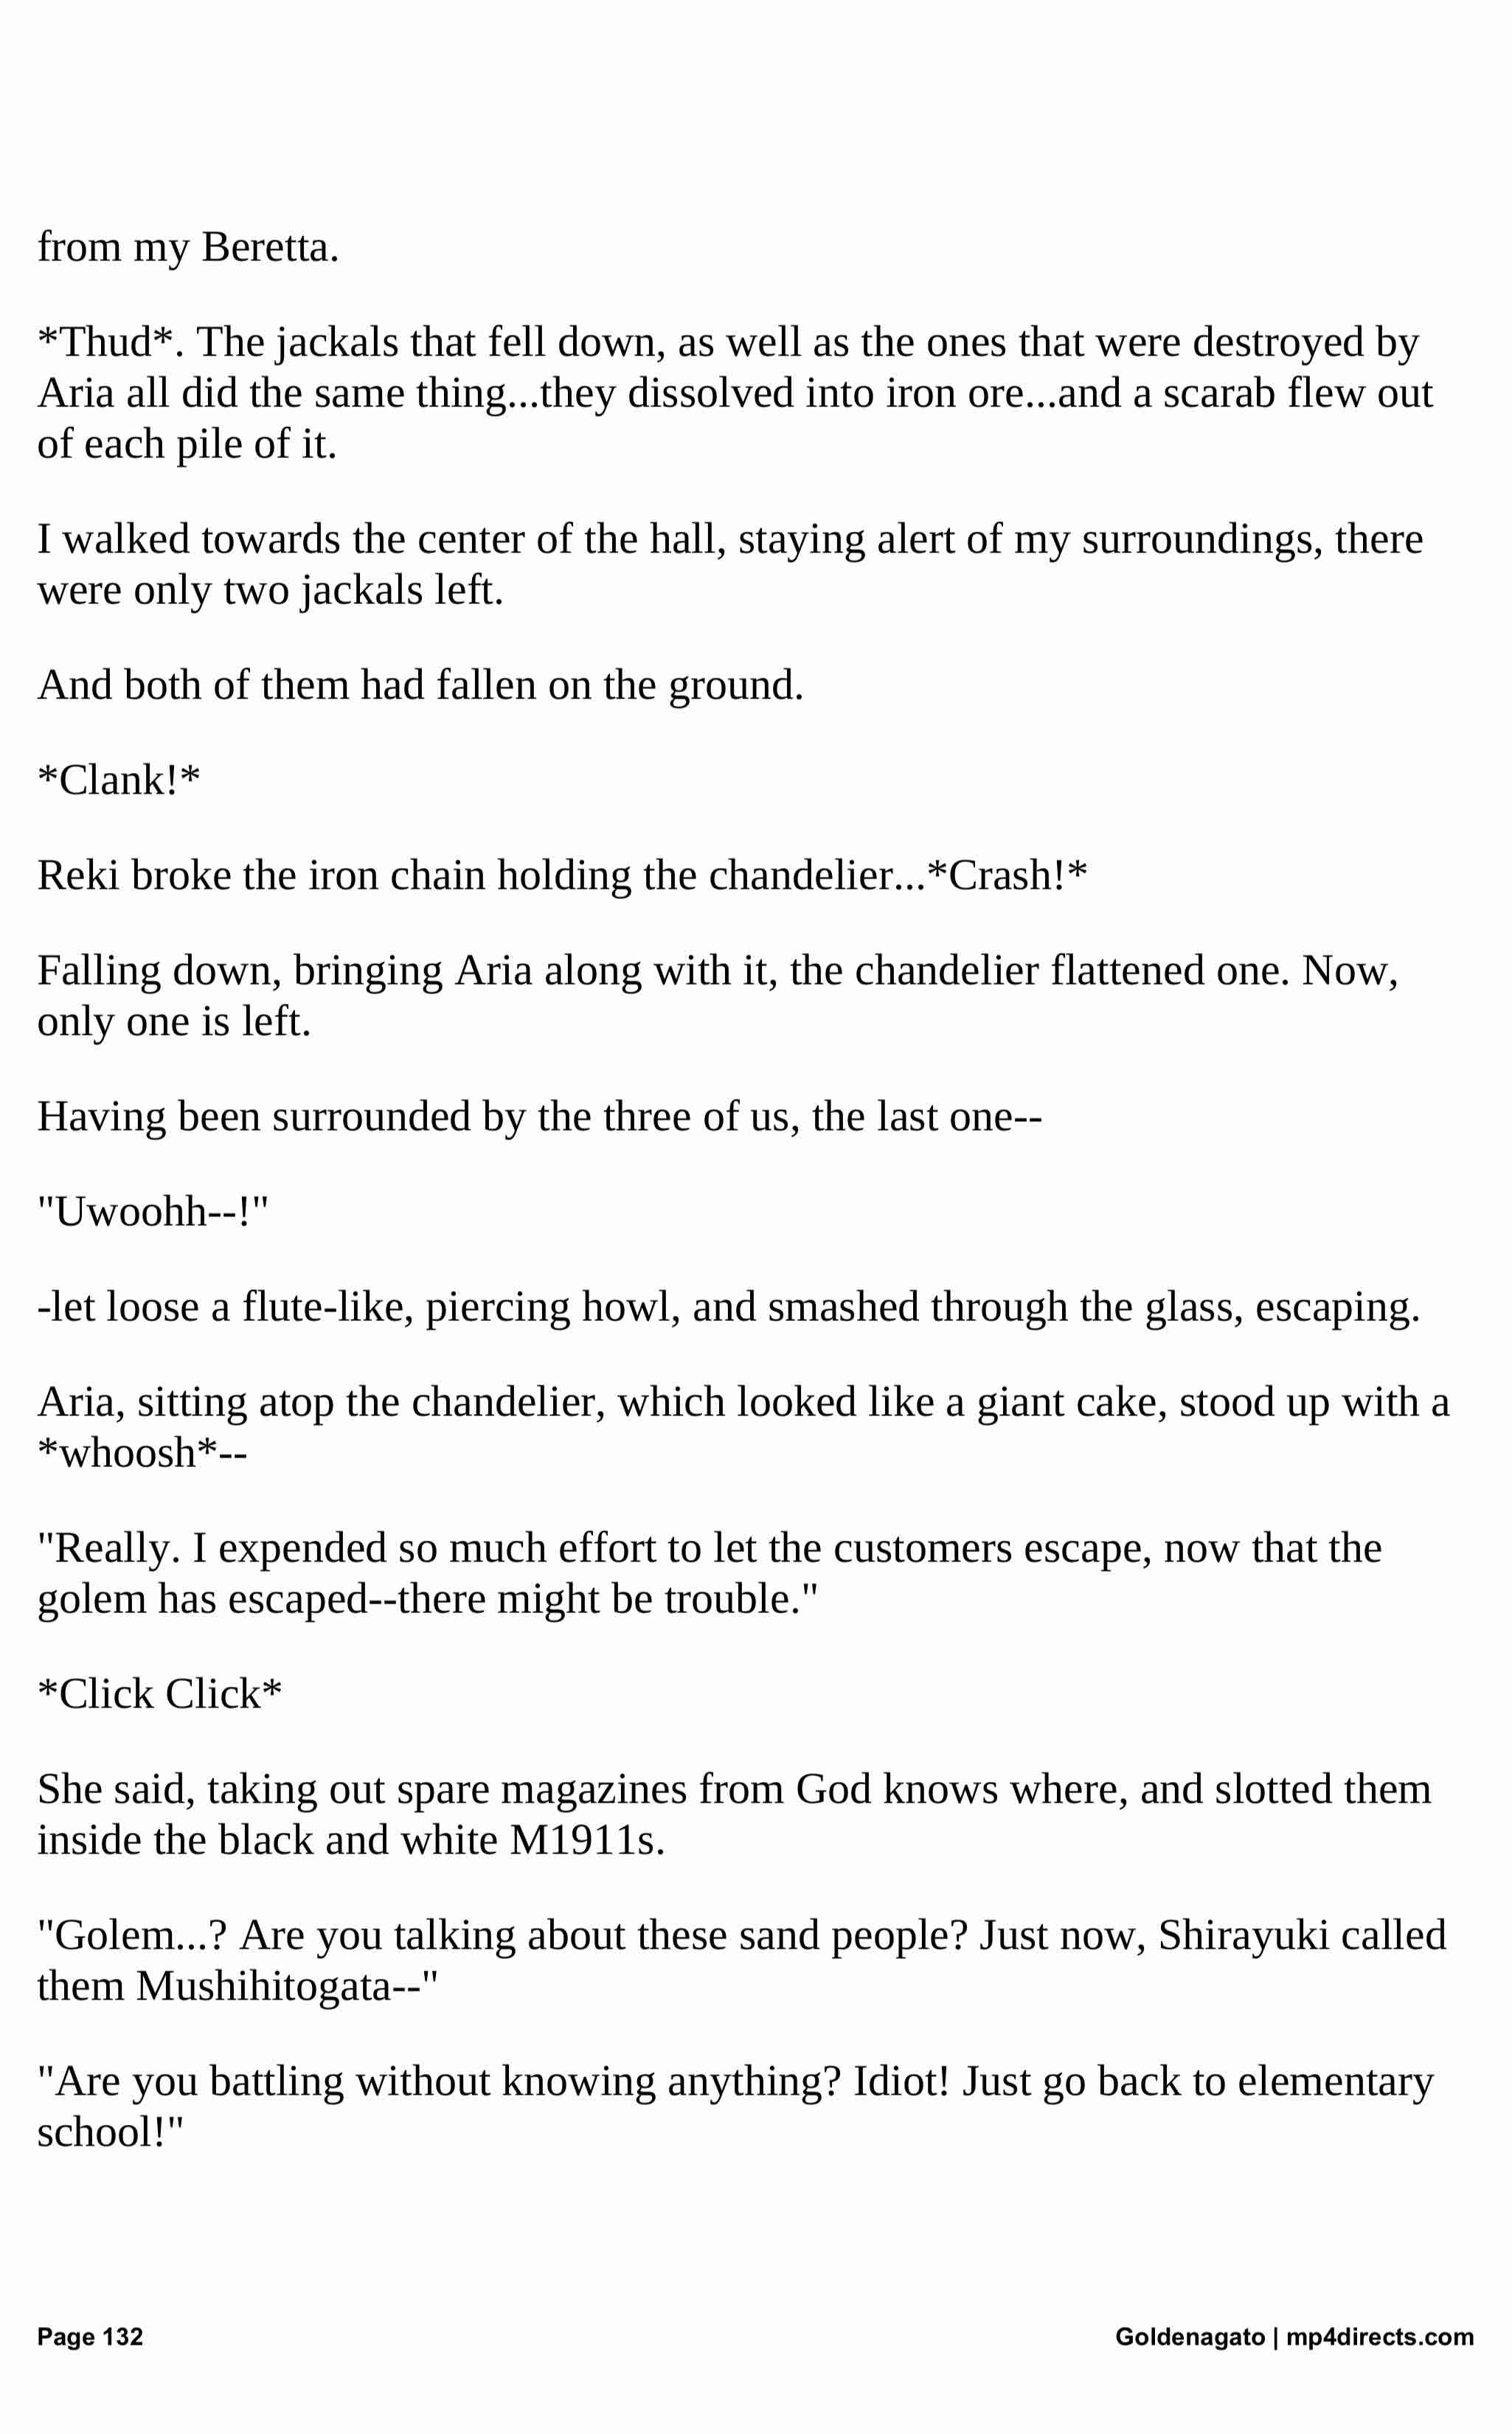 from my Beretta.
*Thud*. The jackals that fell down, as well as the ones that were destroyed by
Aria all did the same thing...they dissolved into iron ore...and a scarab flew out
of each pile of it.
I walked towards the center of the hall, staying alert of my surroundings, there
were only two jackals left.
And both of them had fallen on the ground.
*Clank!*
Reki broke the iron chain holding the chandelier...*Crash!*
Falling down, bringing Aria along with it, the chandelier flattened one. Now,
only one is left.
Having been surrounded by the three of us, the last one--
"Uwoohh--!"
-let loose a flute-like, piercing howl, and smashed through the glass, escaping.
Aria, sitting atop the chandelier, which looked like a giant cake, stood up with a
*whoosh*--
"Really. I expended so much effort to let the customers escape, now that the
golem has escaped--there might be trouble."
*Click Click*
She said, taking out spare magazines from God knows where, and slotted them
inside the black and white M1911s.
"Golem...? Are you talking about these sand people? Just now, Shirayuki called
them Mushihitogata--"
"Are you battling without knowing anything? Idiot! Just go back to elementary
school!"
Page 132
Goldenagato | mp4directs.com